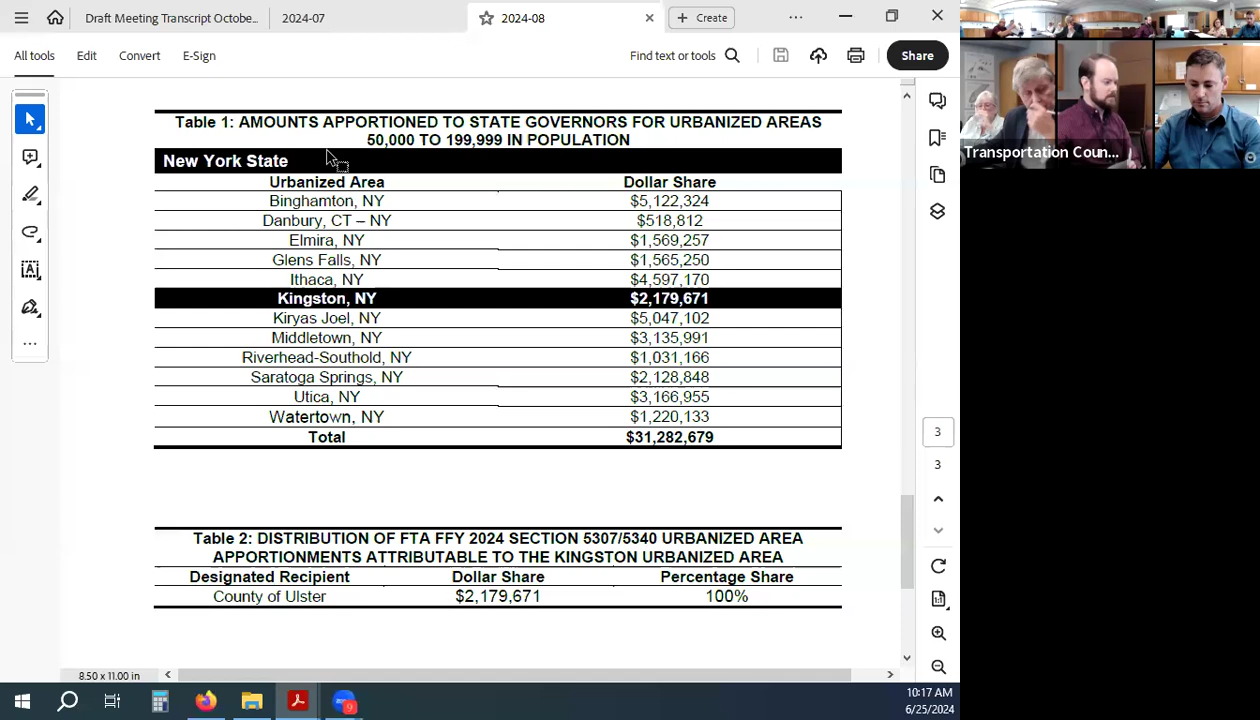 Draft Meeting Transcript Octobe...
2024-07
2024-08
Create
All tools
Edit
Convert
E-Sign
Find text or tools
Share
Table 1: AMOUNTS APPORTIONED TO STATE GOVERNORS FOR URBANIZED AREAS
50,000 TO 199,999 IN POPULATION
New York State
Urbanized Area Dollar Share
Binghamton, NY $5,122,324
Danbury, CT – NY $518,812
Elmira, NY $1,569,257
Glens Falls, NY $1,565,250
Ithaca, NY $4,597,170
Kingston, NY $2,179,671
Kiryas Joel, NY $5,047,102
Middletown, NY $3,135,991
Riverhead-Southold, NY $1,031,166
Saratoga Springs, NY $2,128,848
Utica, NY $3,166,955
Watertown, NY $1,220,133
Total $31,282,679
Table 2: DISTRIBUTION OF FTA FFY 2024 SECTION 5307/5340 URBANIZED AREA
APPORTIONMENTS ATTRIBUTABLE TO THE KINGSTON URBANIZED AREA
Designated Recipient Dollar Share Percentage Share
County of Ulster $2,179,671 100%
3
3
8.50 x 11.00 in
10:17 AM
6/25/2024
Transportation Coun...